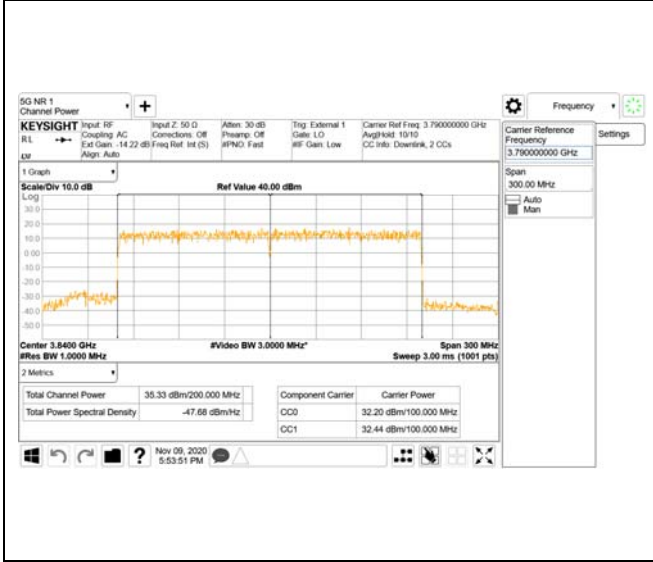 5G NR 1
Channel Power
Frequency
KEYSIGHT
Input: RF
Coupling: AC
Ext Gain: -14.22 dB
Align: Auto
Input Z: 50 Ω
Corrections: Off
Freq Ref: Int (S)
Atten: 30 dB
Preamp: Off
#PNO: Fast
Trig: External 1
Gate: LO
#IF Gain: Low
Carrier Ref Freq: 3.790000000 GHz
Avg|Hold: 10/10
CC Info: Downlink, 2 CCs
RL
Carrier Reference
Frequency
3.790000000 GHz
Settings
Span
300.00 MHz
Auto
Man
1 Graph
Scale/Div 10.0 dB
Ref Value 40.00 dBm
Log
30.0
20.0
10.0
0.00
-10.0
-20.0
-30.0
-40.0
-50.0
Center 3.8400 GHz
#Video BW 3.0000 MHz*
Span 300 MHz
#Res BW 1.0000 MHz
Sweep 3.00 ms (1001 pts)
2 Metrics
Total Channel Power 35.33 dBm/200.000 MHz
Total Power Spectral Density -47.68 dBm/Hz
Component Carrier Carrier Power
CC0 32.20 dBm/100.000 MHz
CC1 32.44 dBm/100.000 MHz
?
Nov 09, 2020
5:53:51 PM